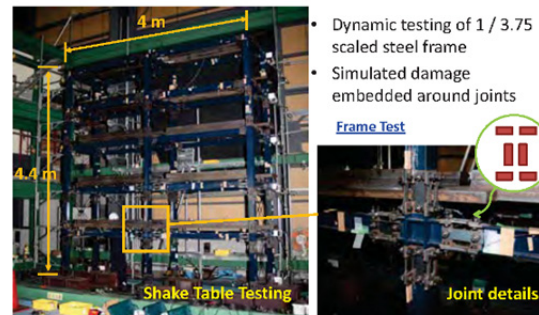 4 m
4.4 m
Shake Table Testing
• Dynamic testing of 1 / 3.75
scaled steel frame
• Simulated damage
embedded around joints
Frame Test
Joint details